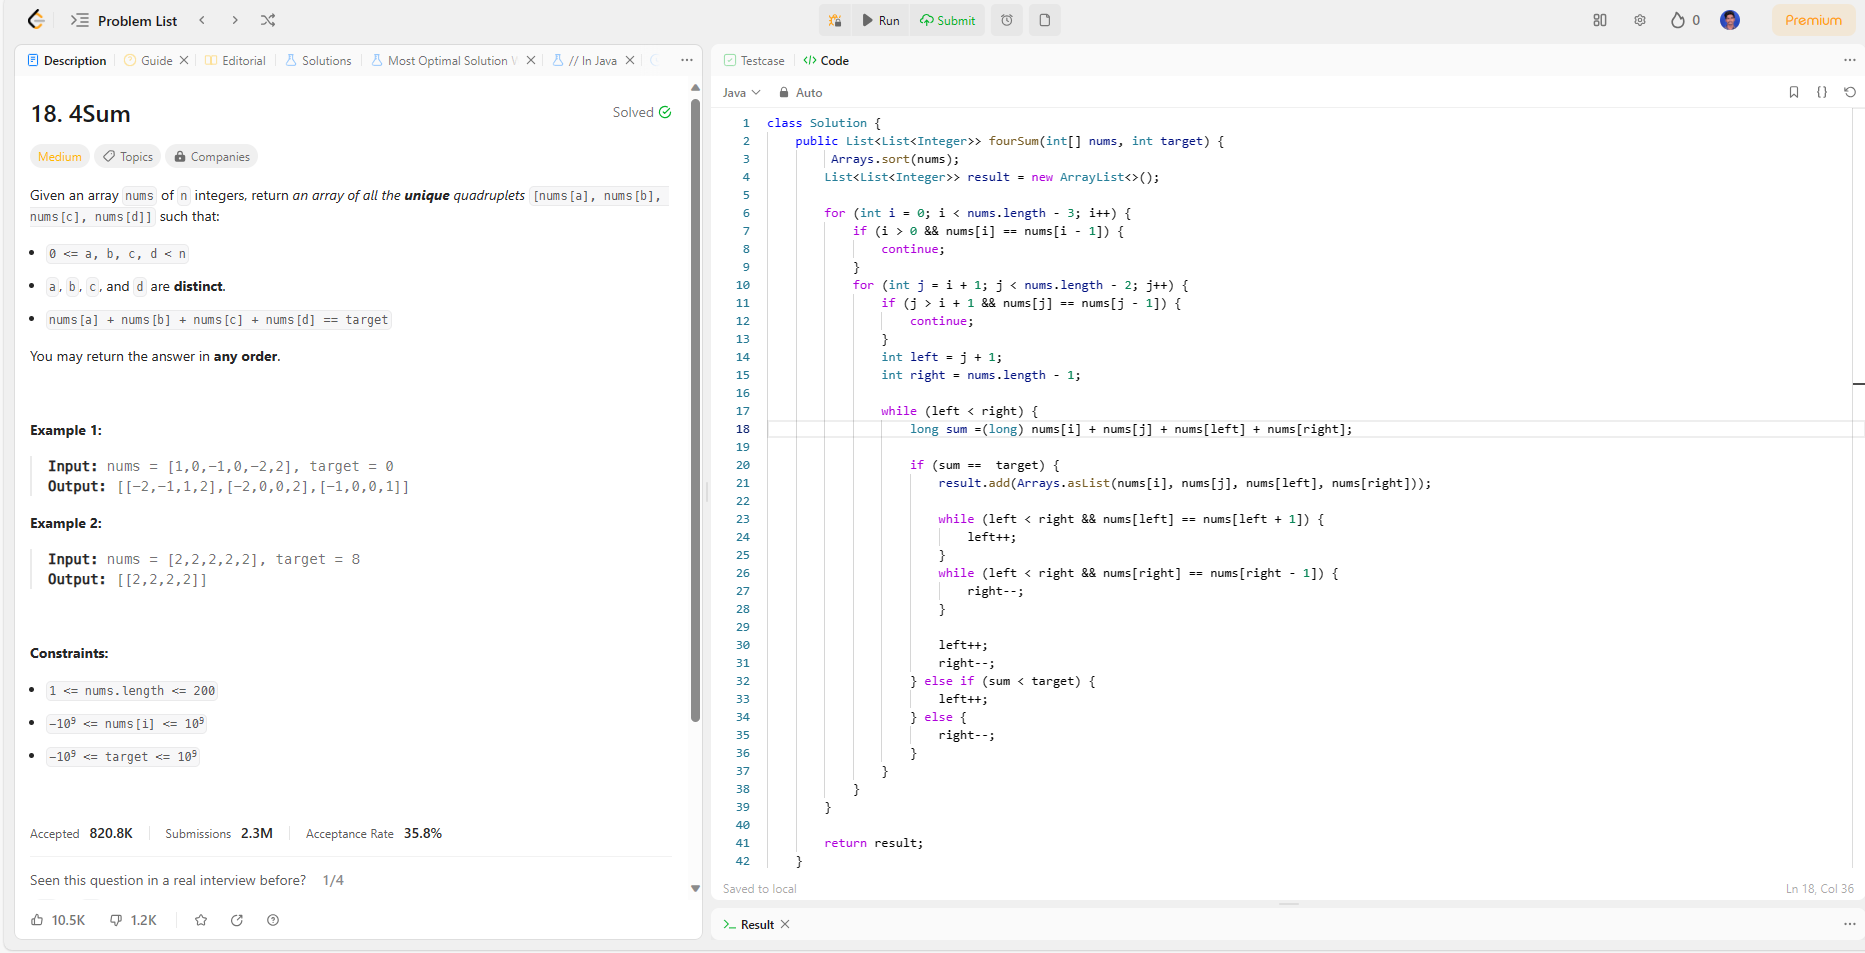 Problem List
Run
Submit
0
Premium
Description
Guide
Editorial
Solutions
Most Optimal Solution
// In Java
18. 4Sum
Solved
Medium
Topics
Companies
Given an array nums of n integers, return an array of all the unique quadruplets [nums[a], nums[b],
nums[c], nums[d]] such that:
0 <= a, b, c, d < n
a, b, c, and d are distinct.
nums[a] + nums[b] + nums[c] + nums[d] == target
You may return the answer in any order.
Example 1:
Input: nums = [1,0,-1,0,-2,2], target = 0
Output: [[-2,-1,1,2],[-2,0,0,2],[-1,0,0,1]]
Example 2:
Input: nums = [2,2,2,2,2], target = 8
Output: [[2,2,2,2]]
Constraints:
1 <= nums.length <= 200
-10⁹ <= nums[i] <= 10⁹
-10⁹ <= target <= 10⁹
Accepted 820.8K Submissions 2.3M Acceptance Rate 35.8%
Seen this question in a real interview before? 1/4
10.5K 1.2K
Testcase
</> Code
Java
Auto
{}
1 class Solution {
2 public List<List<Integer>> fourSum(int[] nums, int target) {
3 Arrays.sort(nums);
4 List<List<Integer>> result = new ArrayList<>();
5
6 for (int i = 0; i < nums.length - 3; i++) {
7 if (i > 0 && nums[i] == nums[i - 1]) {
8 continue;
9 }
10 for (int j = i + 1; j < nums.length - 2; j++) {
11 if (j > i + 1 && nums[j] == nums[j - 1]) {
12 continue;
13 }
14 int left = j + 1;
15 int right = nums.length - 1;
16
17 while (left < right) {
18 long sum =(long) nums[i] + nums[j] + nums[left] + nums[right];
19
20 if (sum ==  target) {
21 result.add(Arrays.asList(nums[i], nums[j], nums[left], nums[right]));
22
23 while (left < right && nums[left] == nums[left + 1]) {
24 left++;
25 }
26 while (left < right && nums[right] == nums[right - 1]) {
27 right--;
28 }
29
30 left++;
31 right--;
32 } else if (sum < target) {
33 left++;
34 } else {
35 right--;
36 }
37 }
38 }
39 }
40
41 return result;
42 }
Saved to local
Ln 18, Col 36
>_ Result